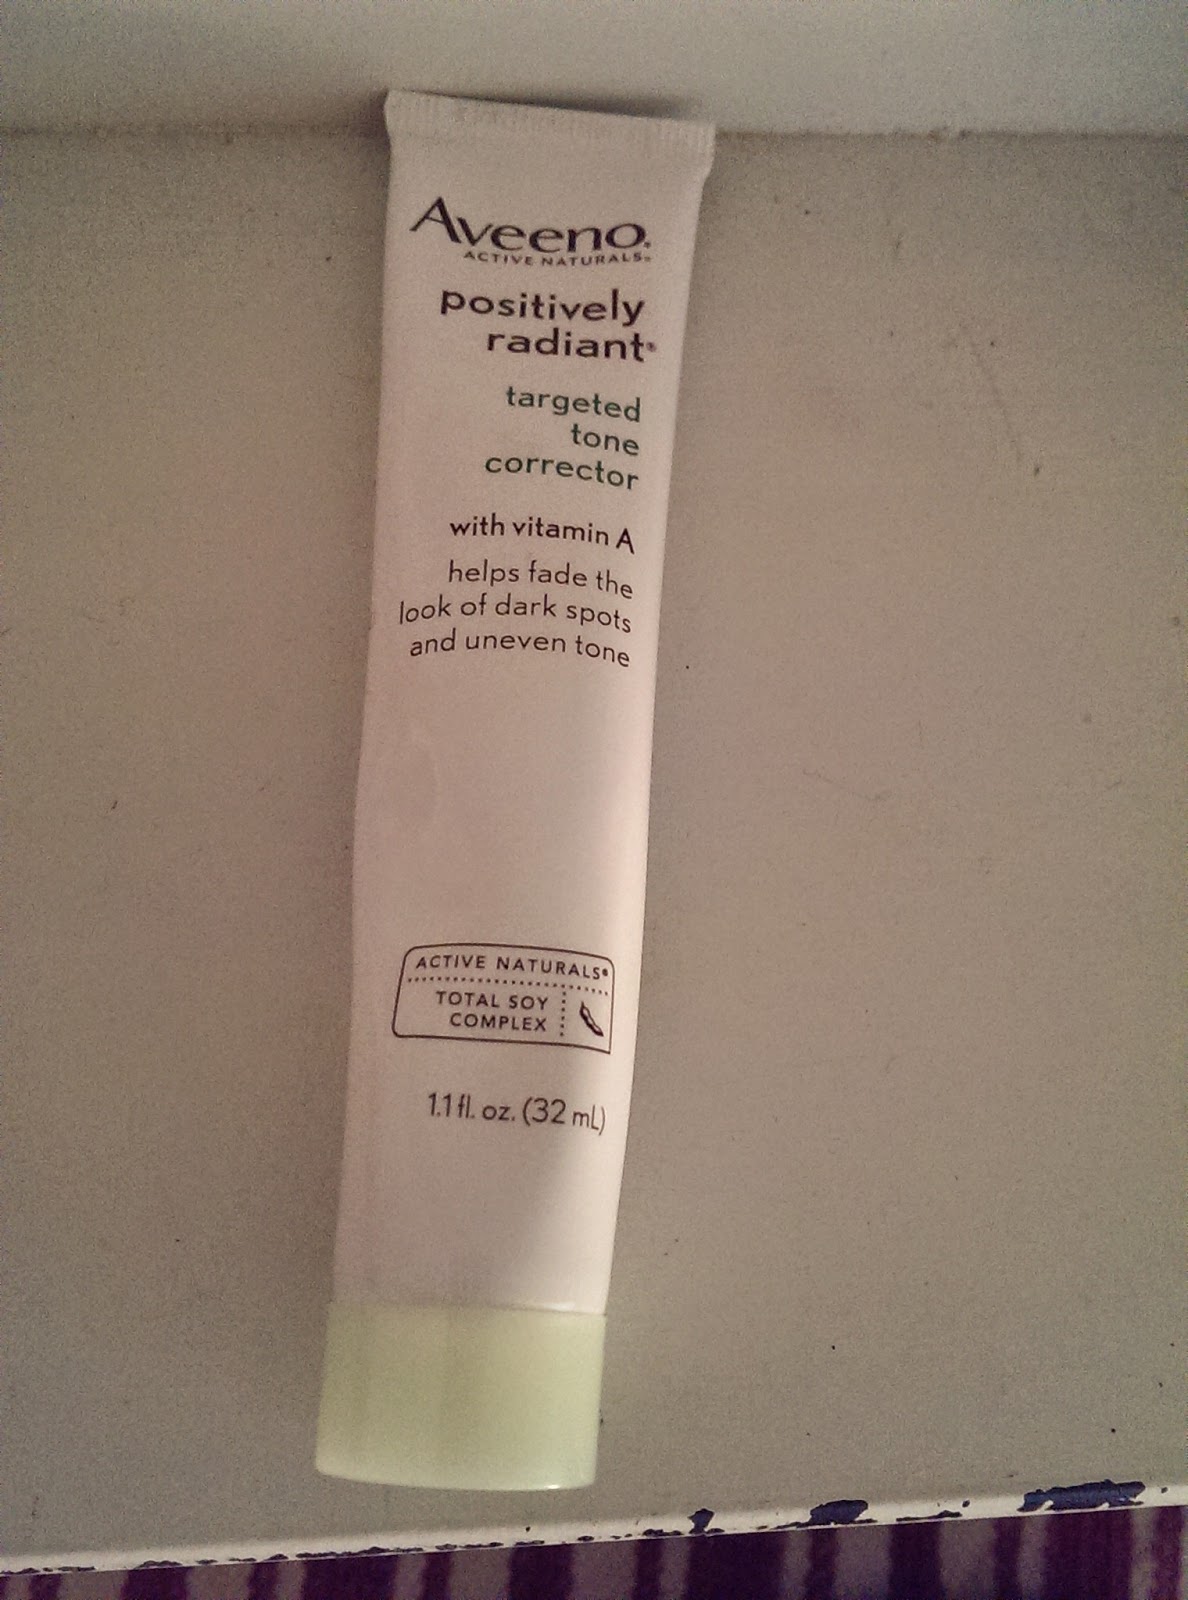 Aveeno®
ACTIVE NATURALS®
positively
radiant®
targeted
tone
corrector
with vitamin A
helps fade the
look of dark spots
and uneven tone
ACTIVE NATURALS®
TOTAL SOY
COMPLEX
1.1 fl. oz. (32 mL)